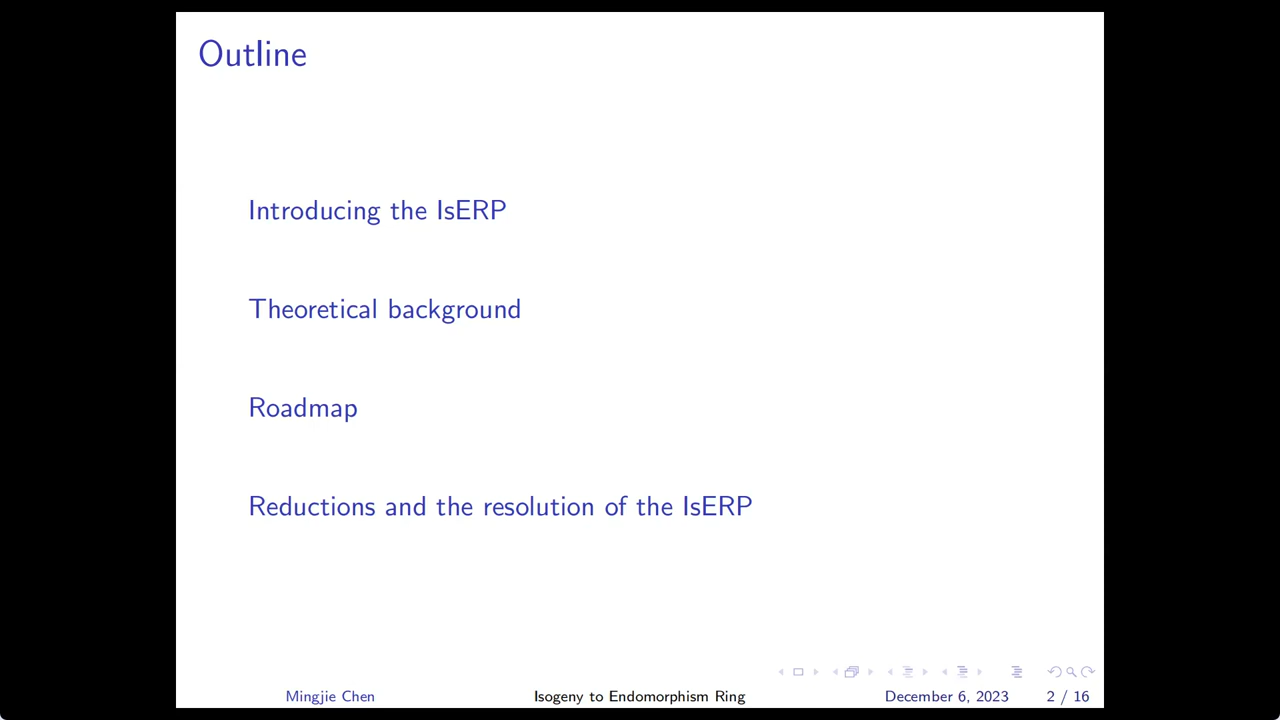 Outline
Introducing the IsERP
Theoretical background
Roadmap
Reductions and the resolution of the IsERP
Mingjie Chen Isogeny to Endomorphism Ring December 6, 2023 2 / 16